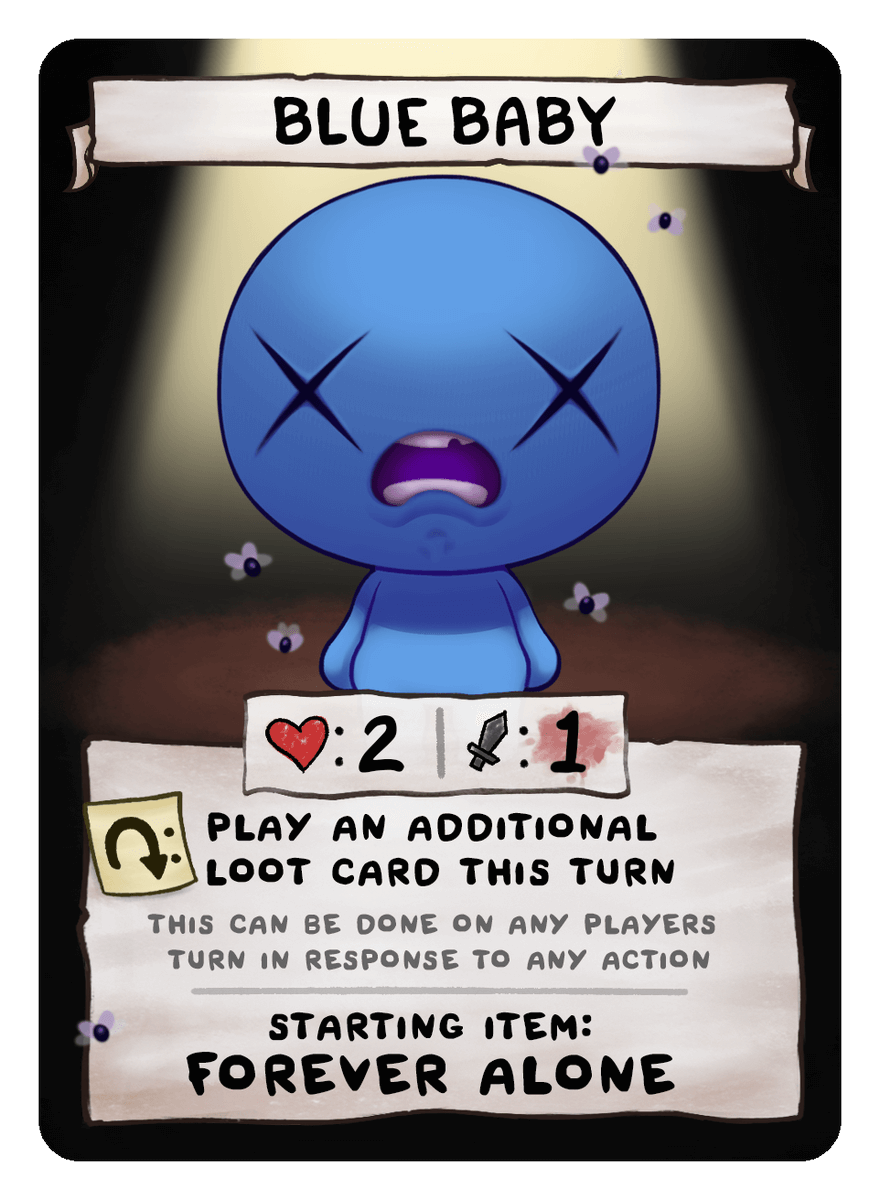 BLUE BABY
:2 | :1
: PLAY AN ADDITIONAL
LOOT CARD THIS TURN
THIS CAN BE DONE ON ANY PLAYERS
TURN IN RESPONSE TO ANY ACTION
STARTING ITEM:
FOREVER ALONE